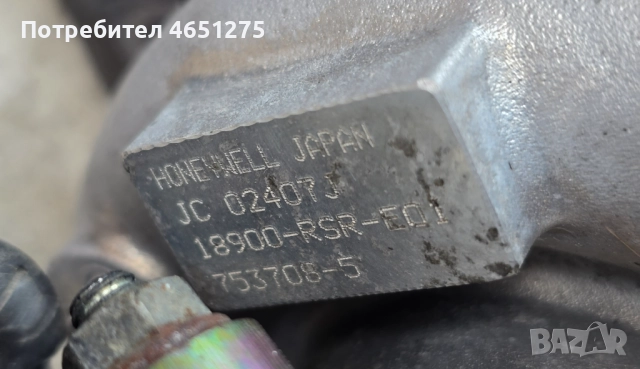 Потребител 4651275
HONEYWELL JAPAN
JC 02407J
18900-RSR-E01
753708-5
BAZAR